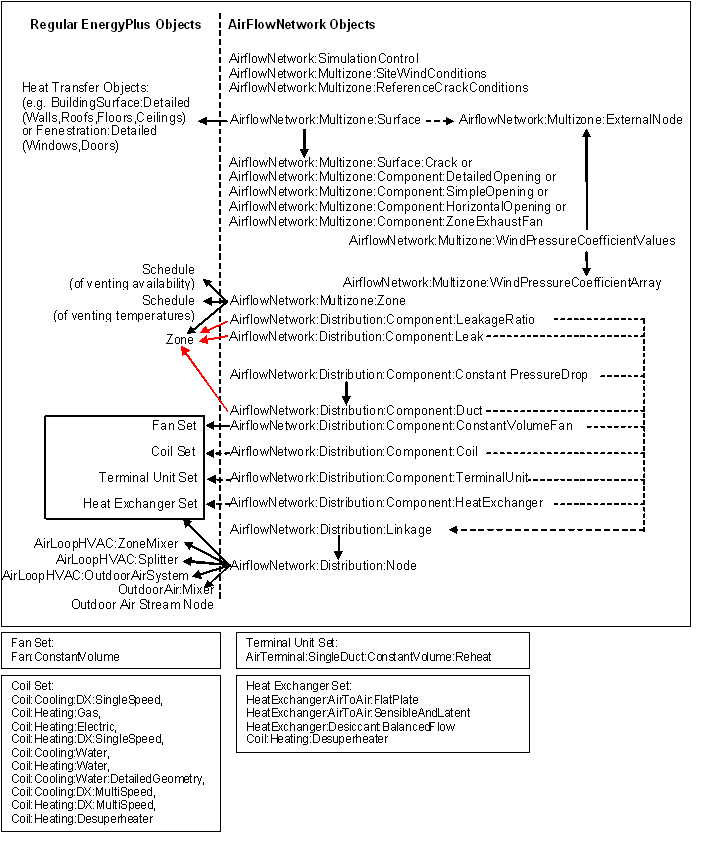 Regular EnergyPlus Objects
AirFlowNetwork Objects
AirflowNetwork:SimulationControl
AirflowNetwork:Multizone:SiteWindConditions
AirflowNetwork:Multizone:ReferenceCrackConditions
Heat Transfer Objects:
(e.g. BuildingSurface:Detailed
(Walls,Roofs,Floors,Ceilings)
or Fenestration:Detailed
(Windows,Doors)
AirflowNetwork:Multizone:Surface
AirflowNetwork:Multizone:ExternalNode
AirflowNetwork:Multizone:Surface:Crack or
AirflowNetwork:Multizone:Component:DetailedOpening or
AirflowNetwork:Multizone:Component:SimpleOpening or
AirflowNetwork:Multizone:Component:HorizontalOpening or
AirflowNetwork:Multizone:Component:ZoneExhaustFan
AirflowNetwork:Multizone:WindPressureCoefficientValues
AirflowNetwork:Multizone:WindPressureCoefficientArray
Schedule
(of venting availability)
Schedule
(of venting temperatures)
Zone
AirflowNetwork:Multizone:Zone
AirflowNetwork:Distribution:Component:LeakageRatio
AirflowNetwork:Distribution:Component:Leak
AirflowNetwork:Distribution:Component:Constant PressureDrop
AirflowNetwork:Distribution:Component:Duct
Fan Set
AirflowNetwork:Distribution:Component:ConstantVolumeFan
Coil Set
AirflowNetwork:Distribution:Component:Coil
Terminal Unit Set
AirflowNetwork:Distribution:Component:TerminalUnit
Heat Exchanger Set
AirflowNetwork:Distribution:Component:HeatExchanger
AirflowNetwork:Distribution:Linkage
AirLoopHVAC:ZoneMixer
AirLoopHVAC:Splitter
AirLoopHVAC:OutdoorAirSystem
OutdoorAir:Mixer
Outdoor Air Stream Node
AirflowNetwork:Distribution:Node
Fan Set:
Fan:ConstantVolume
Terminal Unit Set:
AirTerminal:SingleDuct:ConstantVolume:Reheat
Coil Set:
Coil:Cooling:DX:SingleSpeed,
Coil:Heating:Gas,
Coil:Heating:Electric,
Coil:Heating:DX:SingleSpeed,
Coil:Cooling:Water,
Coil:Heating:Water,
Coil:Cooling:Water:DetailedGeometry,
Coil:Cooling:DX:MultiSpeed,
Coil:Heating:DX:MultiSpeed,
Coil:Heating:Desuperheater
Heat Exchanger Set:
HeatExchanger:AirToAir:FlatPlate
HeatExchanger:AirToAir:SensibleAndLatent
HeatExchanger:Desiccant:BalancedFlow
Coil:Heating:Desuperheater